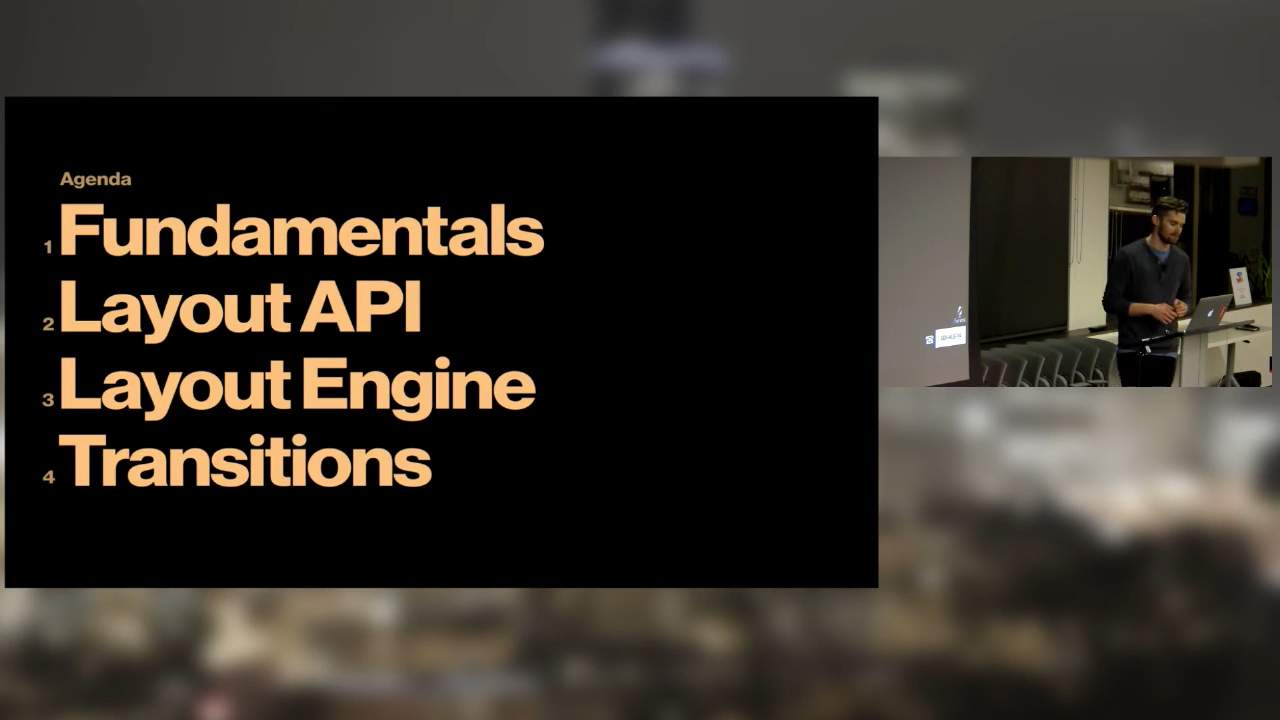 Agenda
1 Fundamentals
2 Layout API
3 Layout Engine
4 Transitions